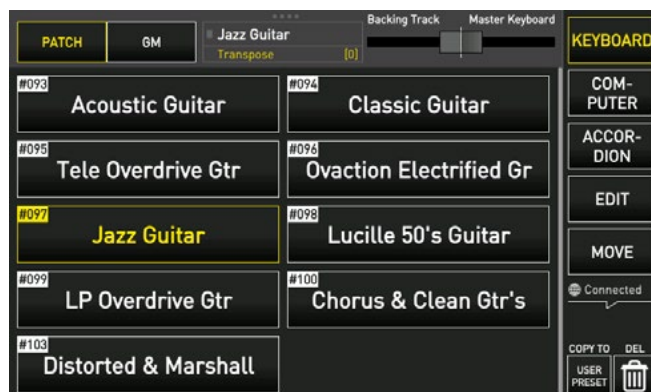 Backing Track Master Keyboard
PATCH GM Jazz Guitar
Transpose [0]
KEYBOARD
#093 Acoustic Guitar
#094 Classic Guitar
COM-
PUTER
#095 Tele Overdrive Gtr
#096 Ovaction Electrified Gr
ACCOR-
DION
EDIT
#097 Jazz Guitar
#098 Lucille 50's Guitar
MOVE
#099 LP Overdrive Gtr
#100 Chorus & Clean Gtr's
Connected
#103 Distorted & Marshall
COPY TO DEL
USER
PRESET